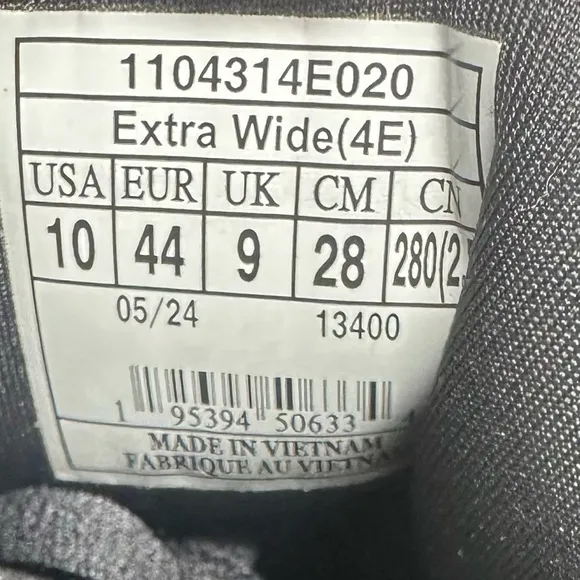 1104314E020
Extra Wide(4E)
USA EUR UK CM CN
10 44 9 28 280(2.
05/24 13400
1 95394 50633
MADE IN VIETNAM
FABRIQUE AU VIETNA